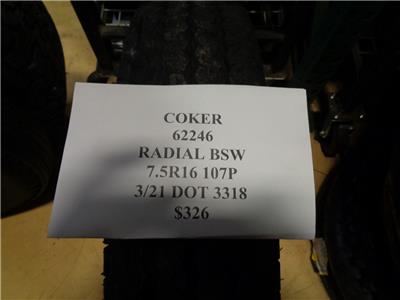 COKER
62246
RADIAL BSW
7.5R16 107P
3/21 DOT 3318
$326